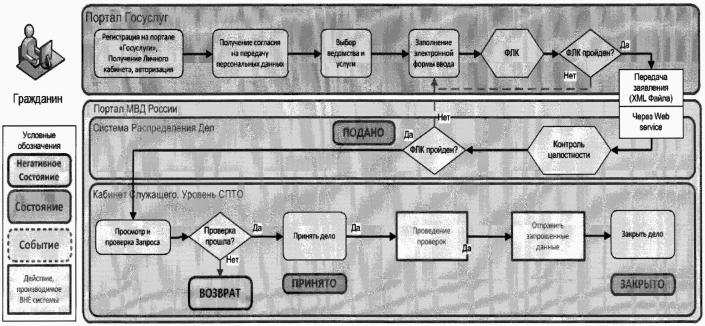 Портал Госуслуг
Регистрация на портале
«Госуслуги»,
Получение Личного
кабинета, авторизация
Получение согласия
на передачу
персональных данных
Выбор
ведомства и
услуги
Заполнение
электронной
формы ввода
ФЛК
ФЛК пройден?
Да
Нет
Передача
заявления
(XML Файла)
Через Web
service
Гражданин
Портал МВД России
Система Распределения Дел
ПОДАНО
Да
Нет
ФЛК пройден?
Контроль
целостности
Условные
обозначения
Негативное
Состояние
Состояние
Событие
Действие,
производимое
ВНЕ системы
Кабинет Служащего. Уровень СПТО
Просмотр и
проверка Запроса
Проверка
прошла?
Да
Нет
ВОЗВРАТ
Принять дело
Да
ПРИНЯТО
Проведение
проверок
Да
Отправить
запрошенные
данные
Закрыть дело
ЗАКРЫТО